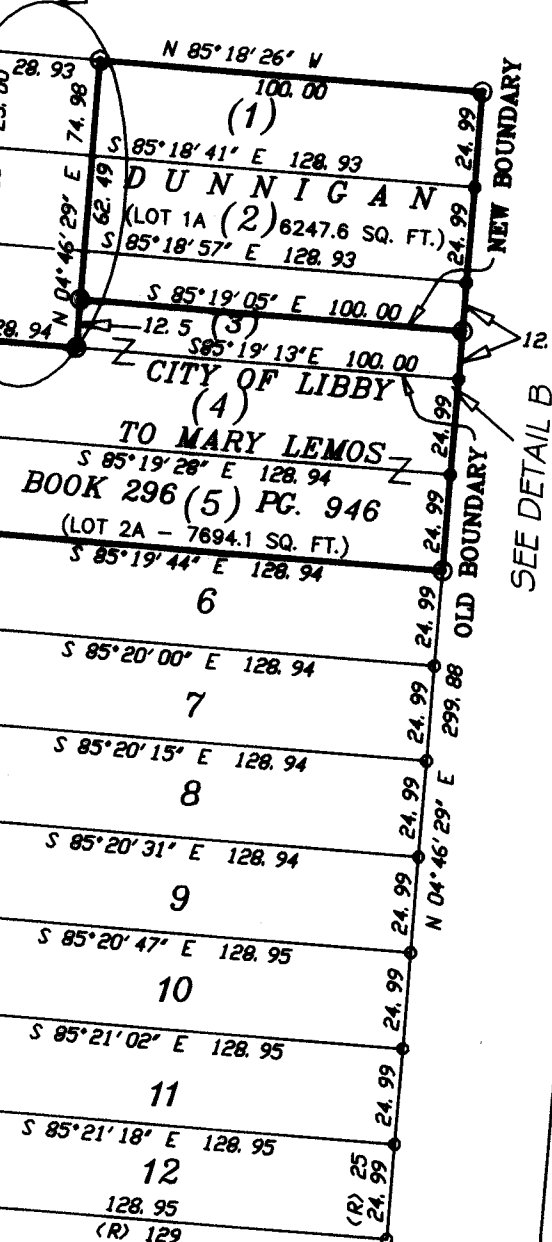 N 85°18'26" W
28.93
100.00
(1)
74.98
24.99
NEW BOUNDARY
S 85°18'41" E 128.93
DUNNIGAN
62.49
(LOT 1A (2) 6247.6 SQ. FT.)
24.99
S 85°18'57" E 128.93
N 04°46'29" E
S 85°19'05" E 100.00
28.94
12.5
(3)
12.
S85°19'13"E 100.00
CITY OF LIBBY
(4)
24.99
SEE DETAIL B
TO MARY LEMOS
S 85°19'28" E 128.94
BOOK 296 (5) PG. 946
24.99
OLD BOUNDARY
(LOT 2A - 7694.1 SQ. FT.)
S 85°19'44" E 128.94
6
24.99
S 85°20'00" E 128.94
7
24.99
299.88
S 85°20'15" E 128.94
8
24.99
N 04°46'29" E
S 85°20'31" E 128.94
9
24.99
S 85°20'47" E 128.95
10
24.99
S 85°21'02" E 128.95
11
24.99
S 85°21'18" E 128.95
12
(R) 25
24.99
128.95
(R) 129